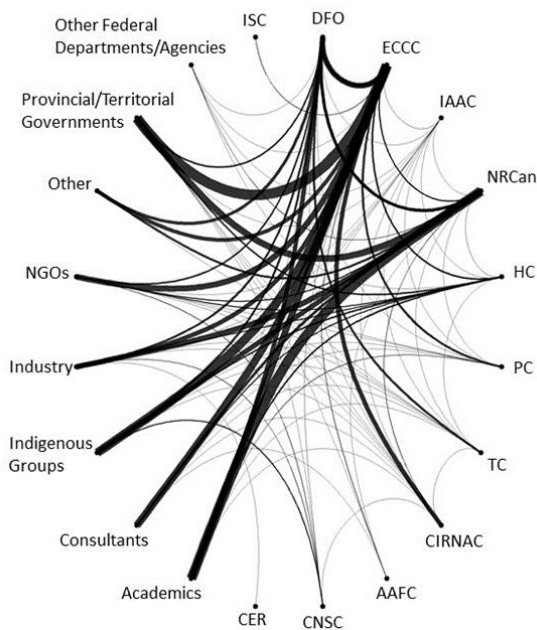 ISC
DFO
Other Federal
Departments/Agencies
ECCC
Provincial/Territorial
Governments
IAAC
Other
NRCan
NGOs
HC
Industry
PC
Indigenous
Groups
TC
Consultants
CIRNAC
Academics
AAFC
CER
CNSC